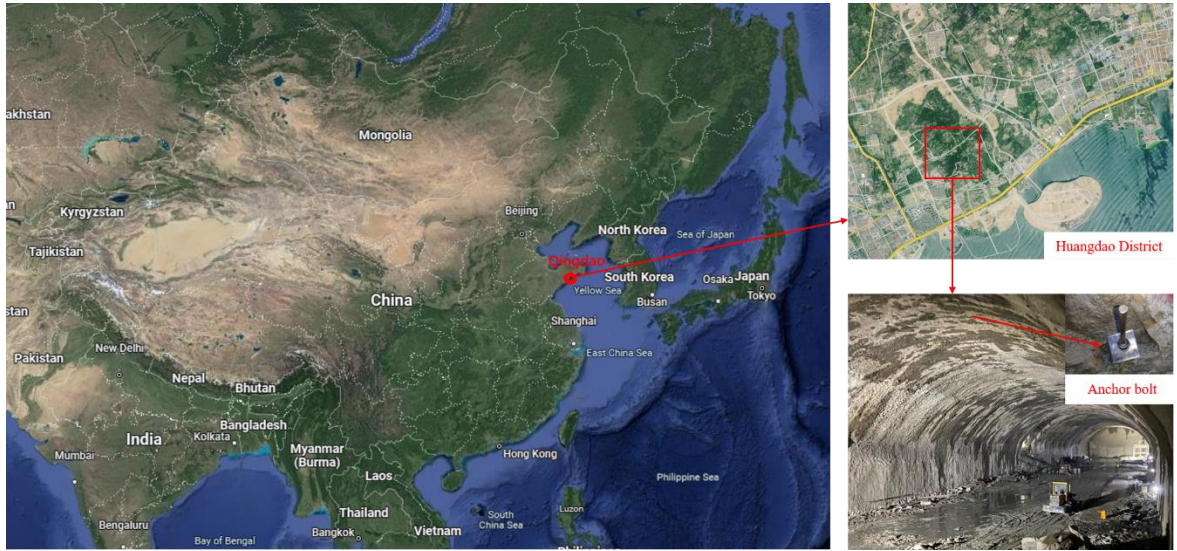 akhstan
Mongolia
Kyrgyzstan
Beijing
North Korea
Sea of Japan
Tajikistan
Qingdao
South Korea
Osaka
Japan
Yellow Sea
Tokyo
China
Busan
Shanghai
stan
Pakistan
New Delhi
East China Sea
Nepal
Bhutan
Bangladesh
India
Kolkata
Mumbai
Myanmar
(Burma)
Hong Kong
Laos
Philippine Sea
Thailand
South
China Sea
Luzon
Bengaluru
Bay of Bengal
Bangkok
Vietnam
Huangdao District
Anchor bolt